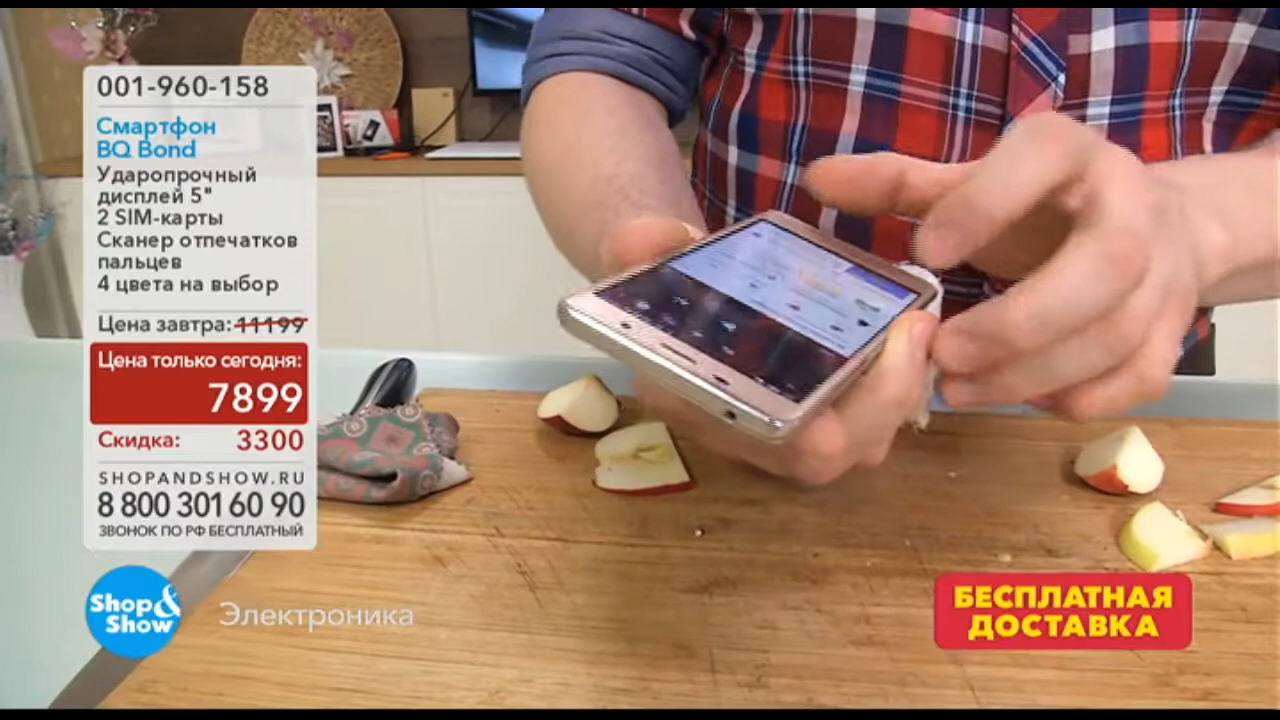 001-960-158
Смартфон
BQ Bond
Ударопрочный
дисплей 5"
2 SIM-карты
Сканер отпечатков
пальцев
4 цвета на выбор
Цена завтра: 11199
Цена только сегодня:
7899
Скидка: 3300
SHOPANDSHOW.RU
8 800 301 60 90
ЗВОНОК ПО РФ БЕСПЛАТНЫЙ
Shop&
Show
Электроника
БЕСПЛАТНАЯ
ДОСТАВКА